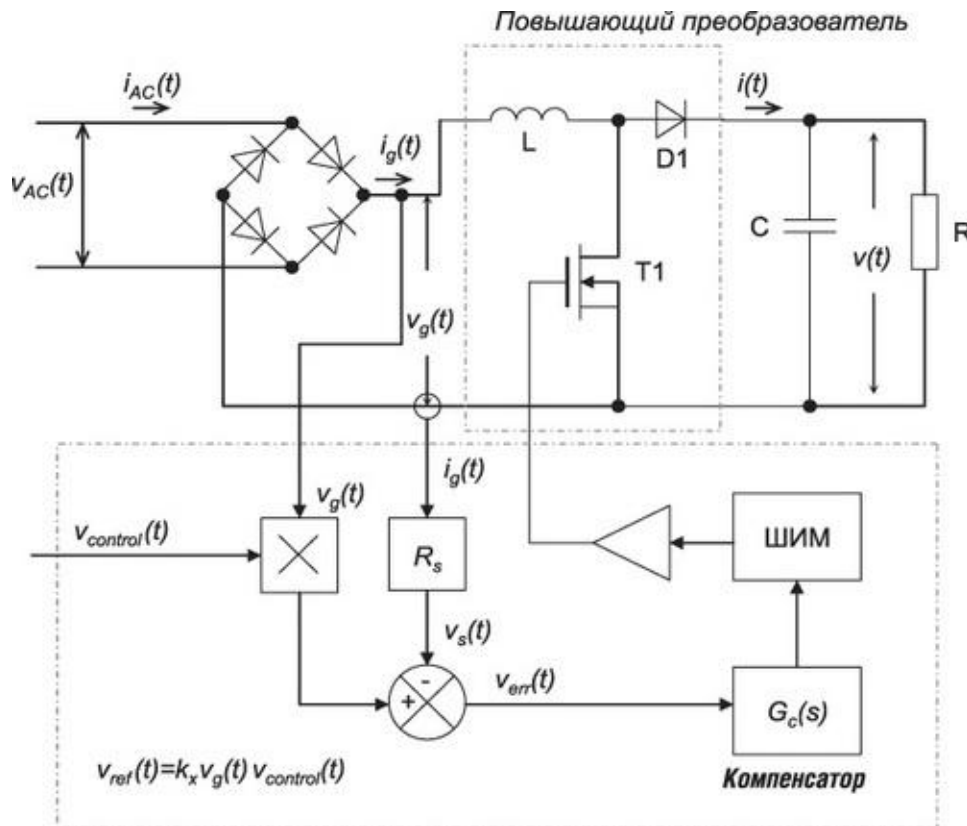 Повышающий преобразователь
i_AC(t)
i(t)
i_g(t)
L
D1
v_AC(t)
C
R
T1
v(t)
v_g(t)
i_g(t)
v_g(t)
v_control(t)
R_s
ШИМ
v_s(t)
-
+
v_err(t)
G_c(s)
v_ref(t)=k_x v_g(t) v_control(t)
Компенсатор